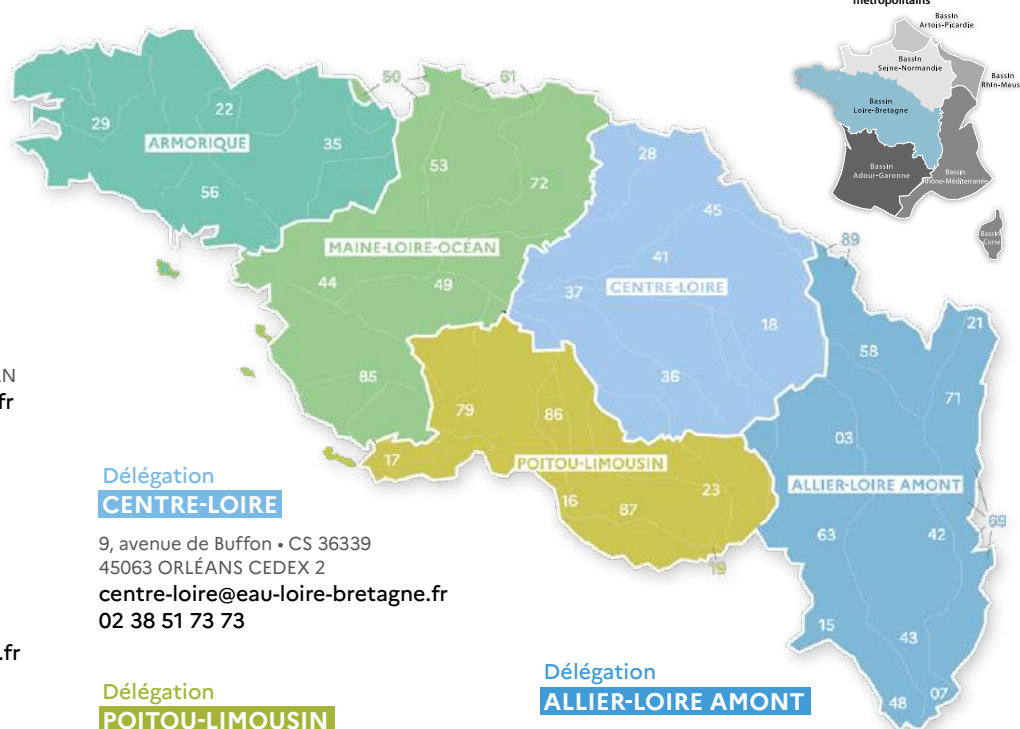 métropolitains
Bassin
Artois-Picardie
Bassin
Seine-Normandie
Bassin
Rhin-Meus
Bassin
Loire-Bretagne
Bassin
Adour-Garonne
Bassin
Rhône-Méditerranée
Bassin
Corse
50
61
29
22
35
ARMORIQUE
56
53
72
28
45
MAINE-LOIRE-OCÉAN
44
49
41
37
CENTRE-LOIRE
18
36
89
21
58
71
85
79
86
03
17
POITOU-LIMOUSIN
16
87
23
19
ALLIER-LOIRE AMONT
63
42
69
15
43
48
07
AN
fr
Délégation
CENTRE-LOIRE
9, avenue de Buffon • CS 36339
45063 ORLÉANS CEDEX 2
centre-loire@eau-loire-bretagne.fr
02 38 51 73 73
.fr
Délégation
POITOU-LIMOUSIN
Délégation
ALLIER-LOIRE AMONT